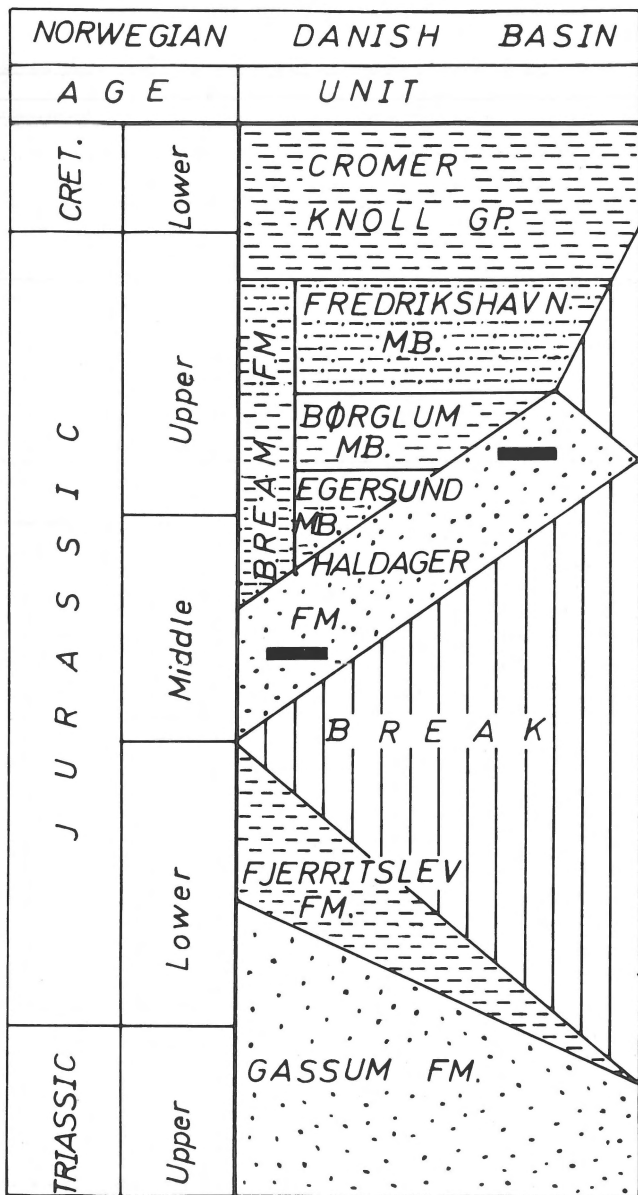 NORWEGIAN DANISH BASIN
AGE UNIT
CRET.
Lower
CROMER
KNOLL GP.
JURASSIC
Upper
BREAM FM.
FREDRIKSHAVN
MB.
BØRGLUM
MB.
EGERSUND
MB.
Middle
HALDAGER
FM.
BREAK
Lower
FJERRITSLEV
FM.
TRIASSIC
Upper
GASSUM FM.